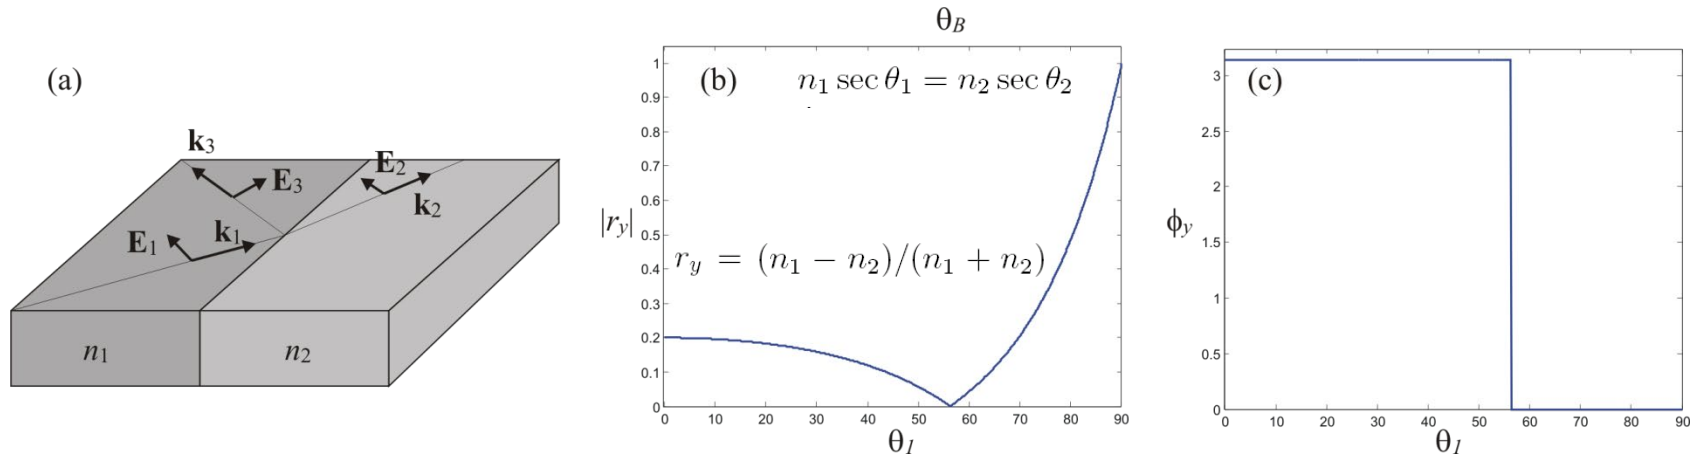 (a)
k3
E3
E2
k2
E1
k1
n1
n2
θB
(b)
n1 sec θ1 = n2 sec θ2
ry = (n1 − n2)/(n1 + n2)
|ry|
1
0.9
0.8
0.7
0.6
0.5
0.4
0.3
0.2
0.1
0
0 10 20 30 40 50 60 70 80 90
θ1
(c)
ϕy
3
2.5
2
1.5
1
0.5
0
0 10 20 30 40 50 60 70 80 90
θ1